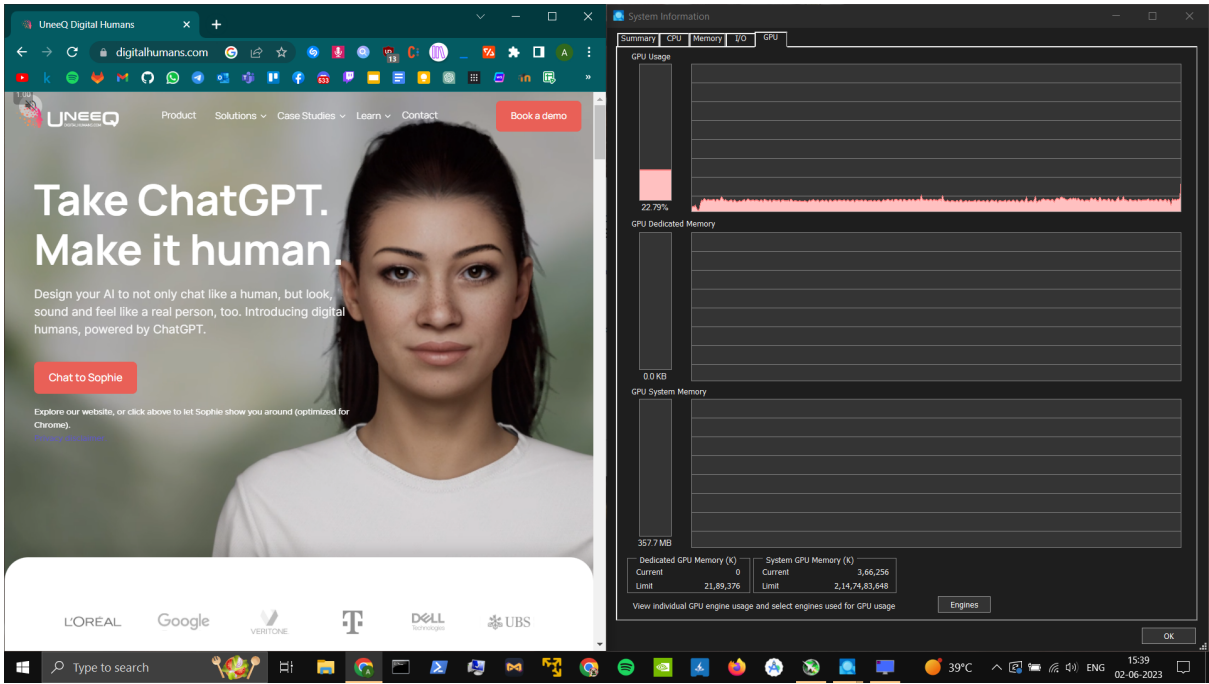 UneeQ Digital Humans
digitalhumans.com
13
A
533
1:00
UNEEQ
Product Solutions Case Studies Learn Contact
Book a demo
Take ChatGPT.
Make it human.
Design your AI to not only chat like a human, but look,
sound and feel like a real person, too. Introducing digital
humans, powered by ChatGPT.
Chat to Sophie
Explore our website, or click above to let Sophie show you around (optimized for
Chrome).
L'ORÉAL Google VERITONE T DELL Technologies UBS
System Information
Summary CPU Memory I/O GPU
GPU Usage
22.79%
GPU Dedicated Memory
0.0 KB
GPU System Memory
357.7 MB
Dedicated GPU Memory (K)
Current 0
Limit 21,89,376
System GPU Memory (K)
Current 3,66,256
Limit 2,14,74,83,648
View individual GPU engine usage and select engines used for GPU usage
Engines
OK
Type to search
39°C
ENG
15:39
02-06-2023